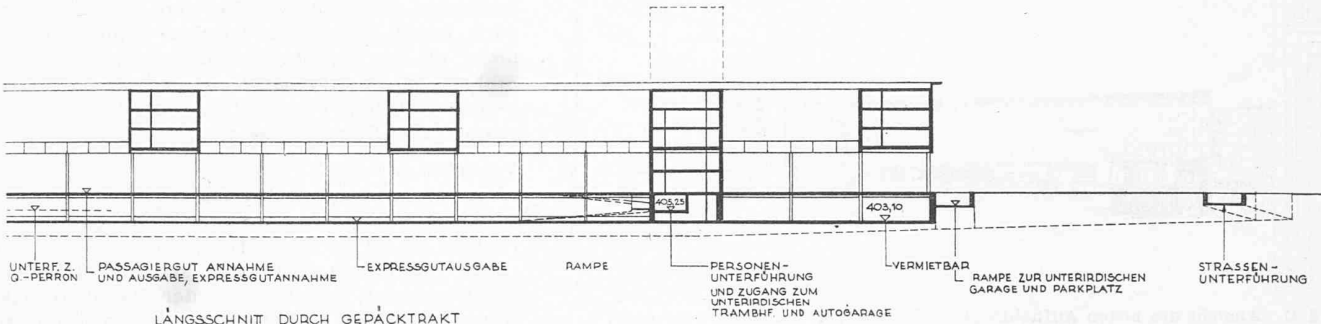 405,25
403,10
UNTERF. Z.
Q.-PERRON
PASSAGIERGUT ANNAHME
UND AUSGABE, EXPRESSGUTANNAHME
EXPRESSGUTAUSGABE
RAMPE
PERSONEN-
UNTERFÜHRUNG
UND ZUGANG ZUM
UNTERIRDISCHEN
TRAMBHF. UND AUTOGARAGE
VERMIETBAR
RAMPE ZUR UNTERIRDISCHEN
GARAGE UND PARKPLATZ
STRASSEN-
UNTERFÜHRUNG
LÄNGSSCHNITT DURCH GEPÄCKTRAKT